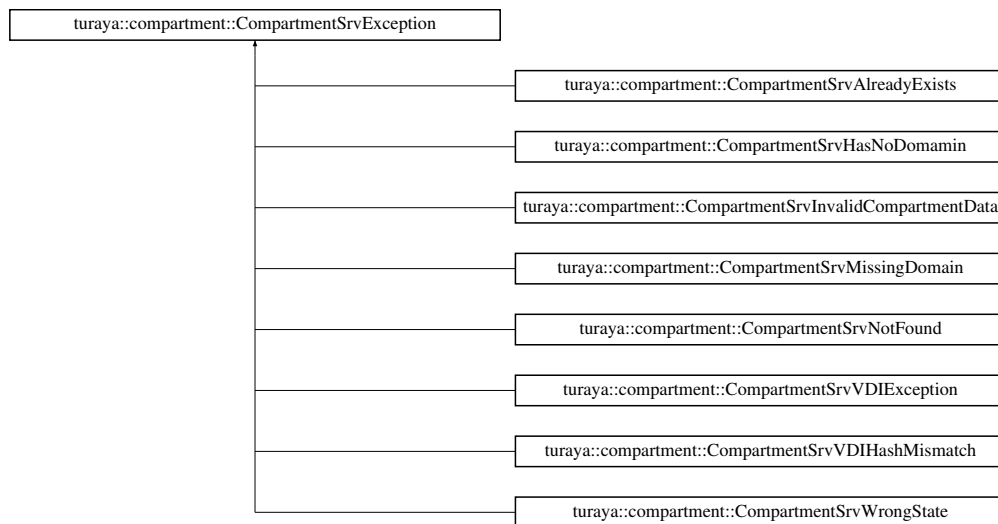 turaya::compartment::CompartmentSrvException
turaya::compartment::CompartmentSrvAlreadyExists
turaya::compartment::CompartmentSrvHasNoDomamin
turaya::compartment::CompartmentSrvInvalidCompartmentData
turaya::compartment::CompartmentSrvMissingDomain
turaya::compartment::CompartmentSrvNotFound
turaya::compartment::CompartmentSrvVDIException
turaya::compartment::CompartmentSrvVDIHashMismatch
turaya::compartment::CompartmentSrvWrongState